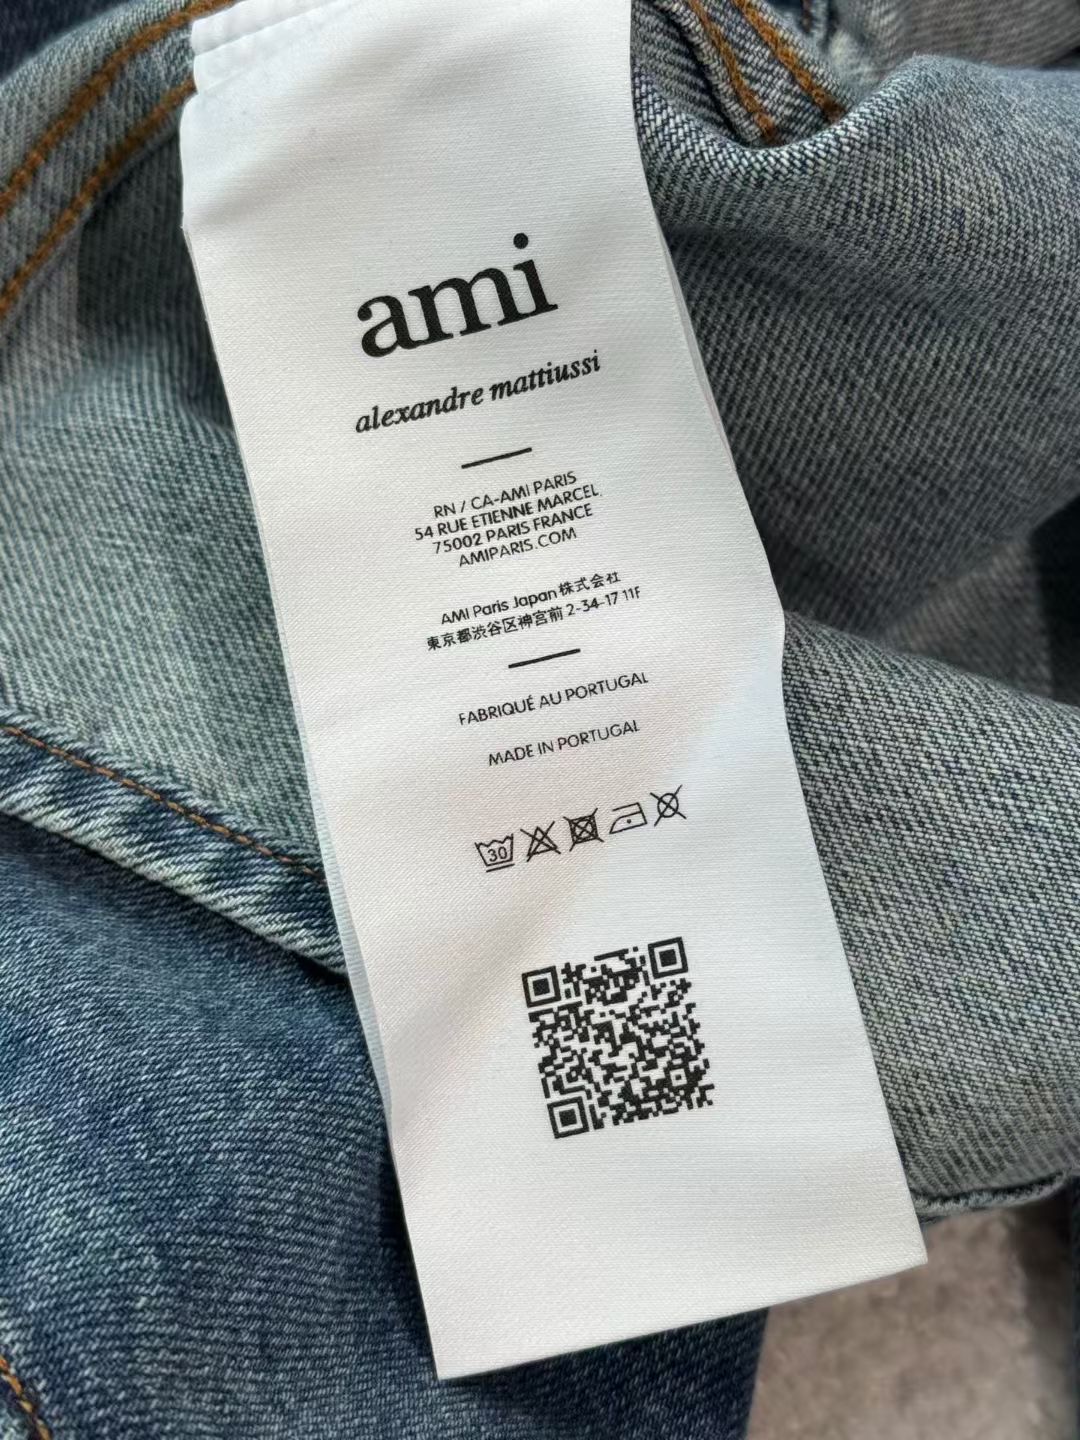 ami
alexandre mattiussi
RN / CA-AMI PARIS
54 RUE ETIENNE MARCEL
75002 PARIS FRANCE
AMIPARIS.COM
AMI Paris Japan 株式会社
東京都渋谷区神宮前 2-34-17 11F
FABRIQUÉ AU PORTUGAL
MADE IN PORTUGAL
30